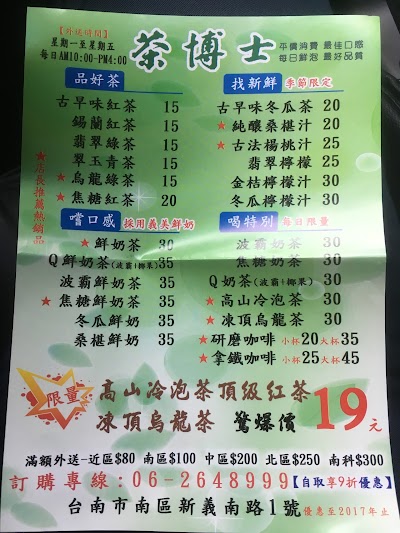 【外送時間】
星期一至星期五
每日AM10:00-PM4:00
茶博士
平價消費 最佳口感
每日鮮泡 最好品質
品好茶
古早味紅茶 15
錫蘭紅茶 15
翡翠綠茶 15
翠玉青茶 15
★烏龍綠茶 15
★焦糖紅茶 20
★店長推薦熱銷品
找新鮮 季節限定
古早味冬瓜茶 20
★純釀桑椹汁 30
★古法楊桃汁 25
翡翠檸檬 25
金桔檸檬汁 30
冬瓜檸檬汁 30
嚐口感 採用義美鮮奶
★鮮奶茶 30
Q鮮奶茶(波霸+椰果) 35
波霸鮮奶茶 35
★焦糖鮮奶茶 35
冬瓜鮮奶 35
桑椹鮮奶 35
喝特別 每日限量
波霸奶茶 30
焦糖奶茶 30
Q奶茶(波霸+椰果) 30
★高山冷泡茶 30
★凍頂烏龍茶 30
★研磨咖啡 小杯20大杯35
★拿鐵咖啡 小杯25大杯45
限量
高山冷泡茶頂級紅茶
凍頂烏龍茶 驚爆價19元
滿額外送-近區$80 南區$100 中區$200 北區$250 南科$300
訂購專線:06-2648999【自取享9折優惠】
台南市南區新義南路1號 優惠至2017年止